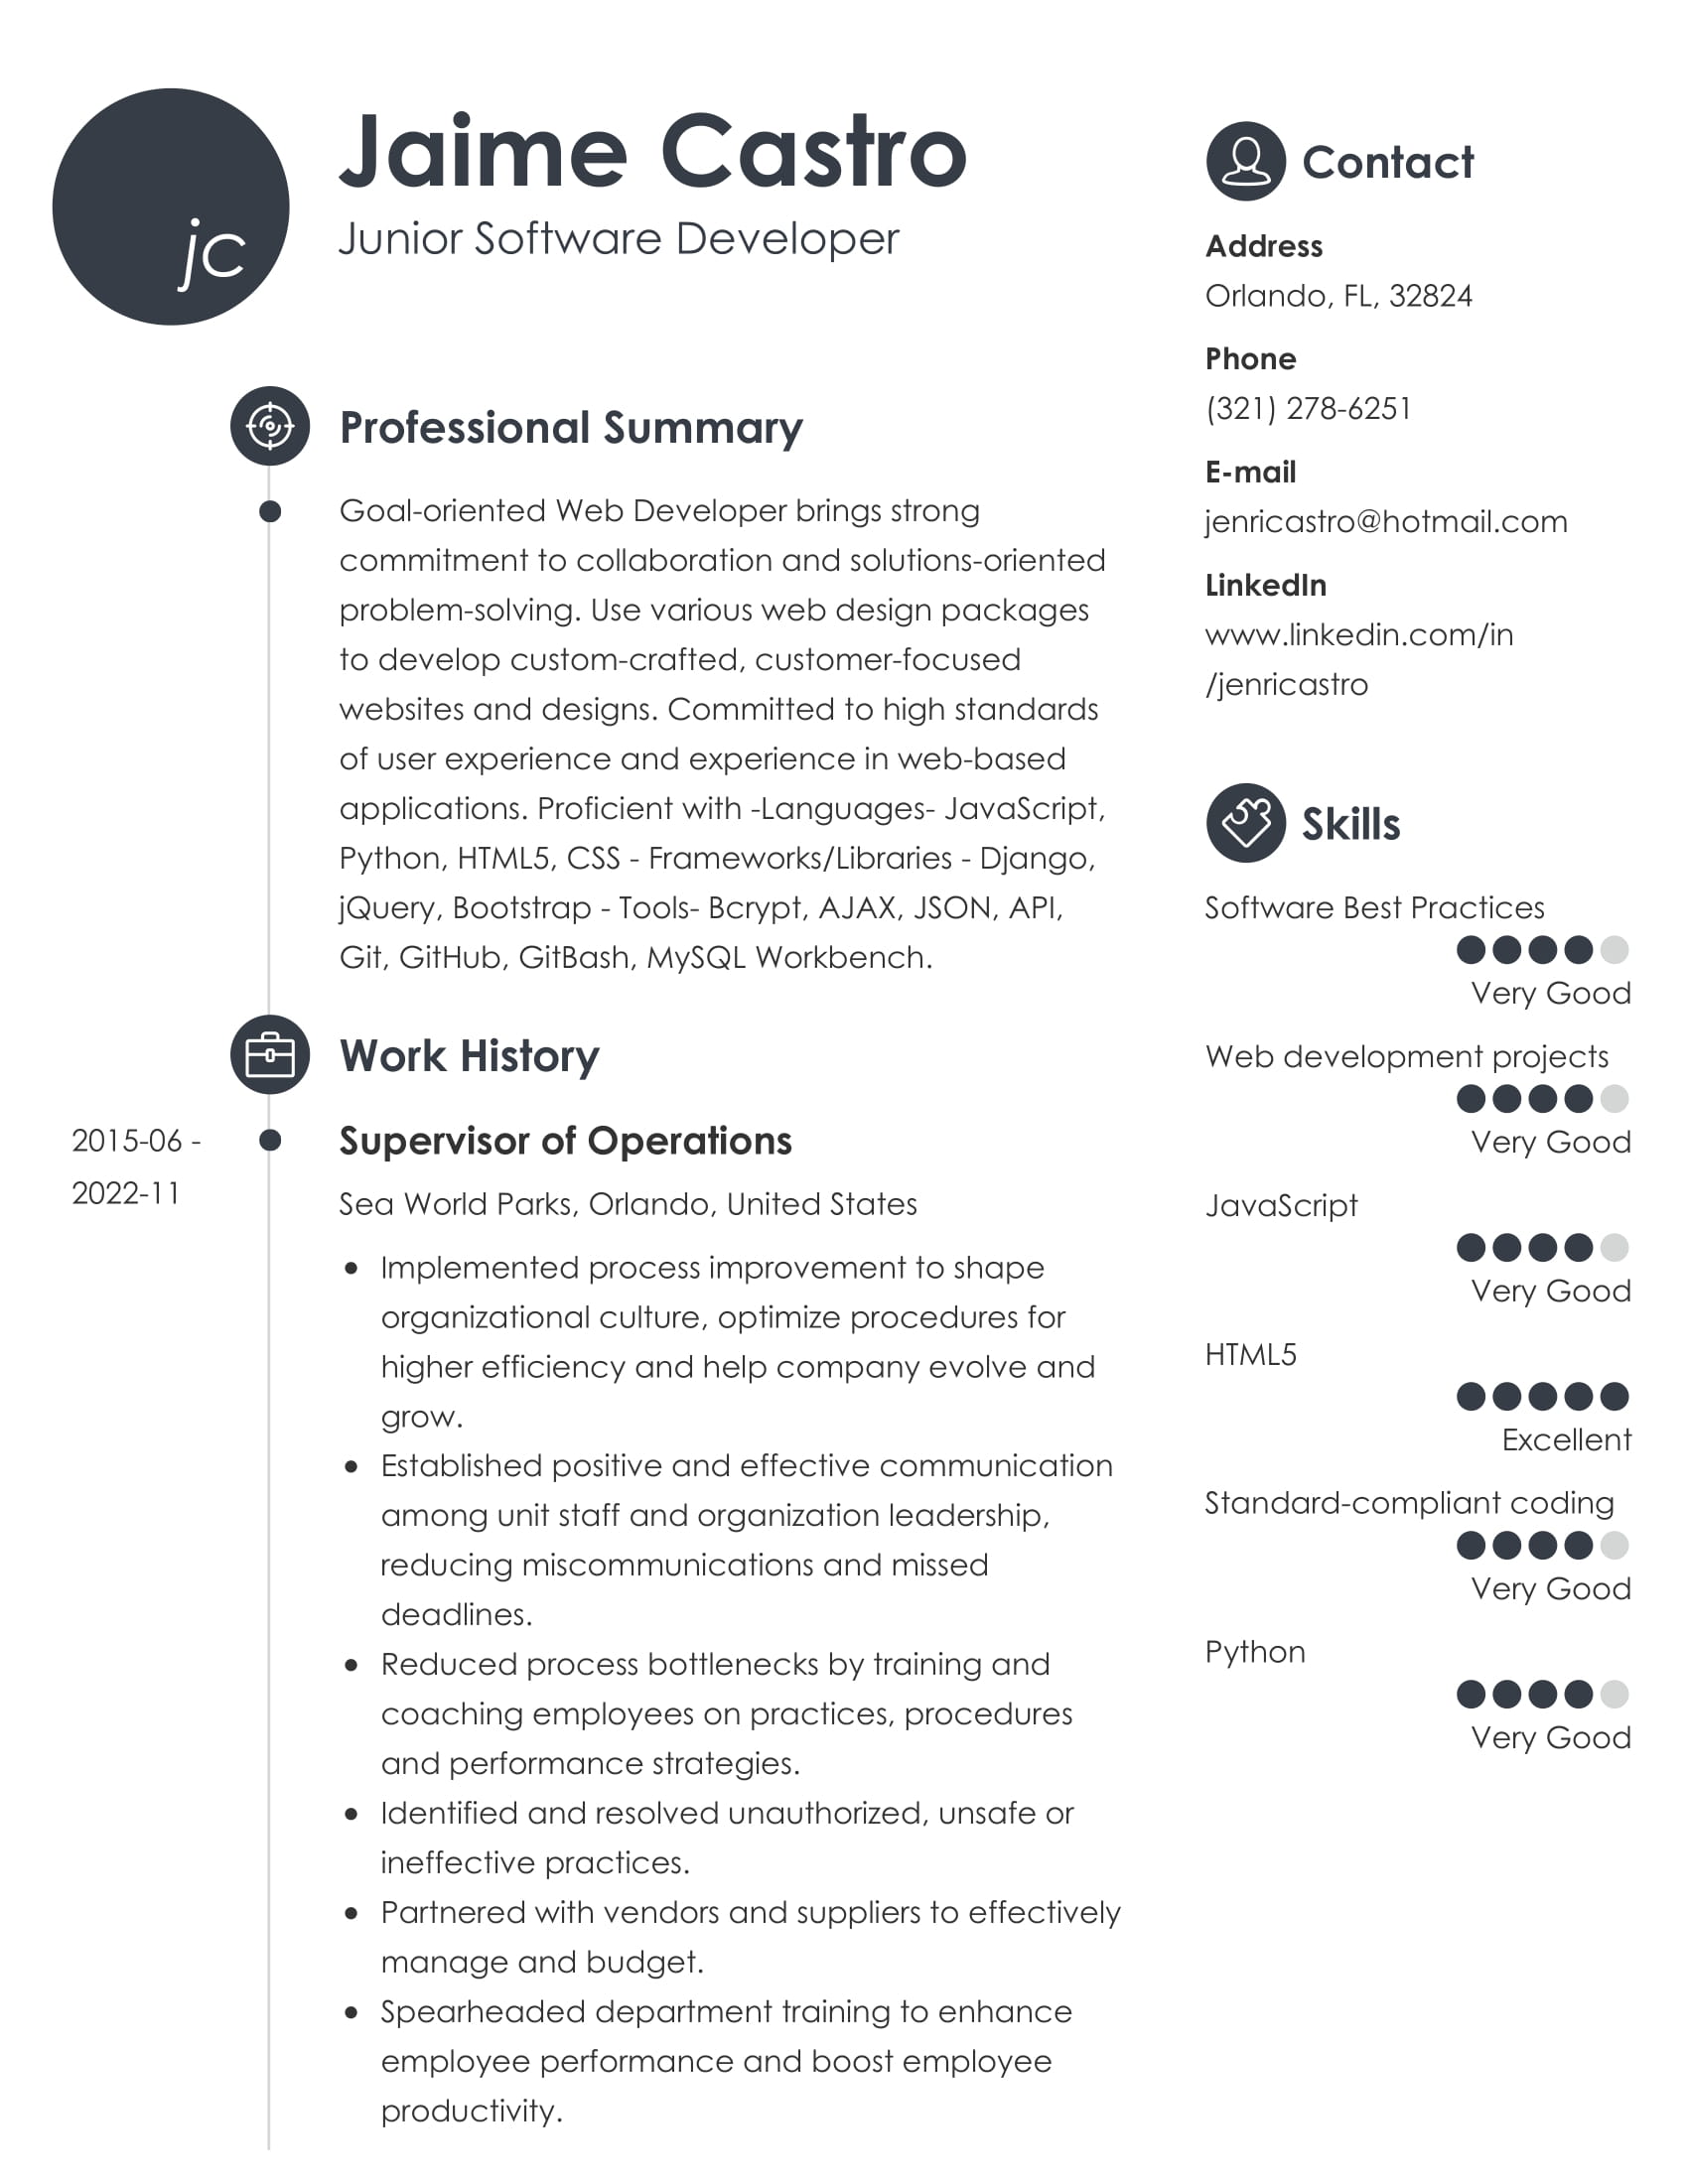 jc
Jaime Castro
Junior Software Developer
Professional Summary
Goal-oriented Web Developer brings strong
commitment to collaboration and solutions-oriented
problem-solving. Use various web design packages
to develop custom-crafted, customer-focused
websites and designs. Committed to high standards
of user experience and experience in web-based
applications. Proficient with -Languages- JavaScript,
Python, HTML5, CSS - Frameworks/Libraries - Django,
jQuery, Bootstrap - Tools- Bcrypt, AJAX, JSON, API,
Git, GitHub, GitBash, MySQL Workbench.
Work History
2015-06 -
2022-11
Supervisor of Operations
Sea World Parks, Orlando, United States
• Implemented process improvement to shape
organizational culture, optimize procedures for
higher efficiency and help company evolve and
grow.
• Established positive and effective communication
among unit staff and organization leadership,
reducing miscommunications and missed
deadlines.
• Reduced process bottlenecks by training and
coaching employees on practices, procedures
and performance strategies.
• Identified and resolved unauthorized, unsafe or
ineffective practices.
• Partnered with vendors and suppliers to effectively
manage and budget.
• Spearheaded department training to enhance
employee performance and boost employee
productivity.
Contact
Address
Orlando, FL, 32824
Phone
(321) 278-6251
E-mail
jenricastro@hotmail.com
LinkedIn
www.linkedin.com/in
/jenricastro
Skills
Software Best Practices
Very Good
Web development projects
Very Good
JavaScript
Very Good
HTML5
Excellent
Standard-compliant coding
Very Good
Python
Very Good